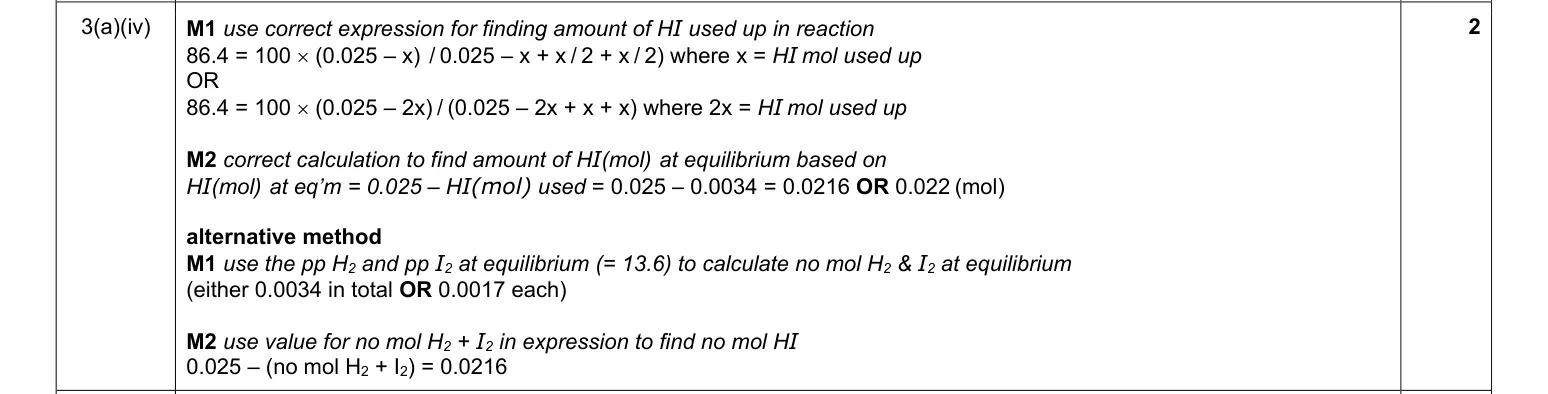 3(a)(iv) M1 use correct expression for finding amount of HI used up in reaction 2
86.4 = 100 × (0.025 – x) / 0.025 – x + x / 2 + x / 2) where x = HI mol used up
OR
86.4 = 100 × (0.025 – 2x) / (0.025 – 2x + x + x) where 2x = HI mol used up
M2 correct calculation to find amount of HI(mol) at equilibrium based on
HI(mol) at eq’m = 0.025 – HI(mol) used = 0.025 – 0.0034 = 0.0216 OR 0.022 (mol)
alternative method
M1 use the pp H₂ and pp I₂ at equilibrium (= 13.6) to calculate no mol H₂ & I₂ at equilibrium
(either 0.0034 in total OR 0.0017 each)
M2 use value for no mol H₂ + I₂ in expression to find no mol HI
0.025 – (no mol H₂ + I₂) = 0.0216